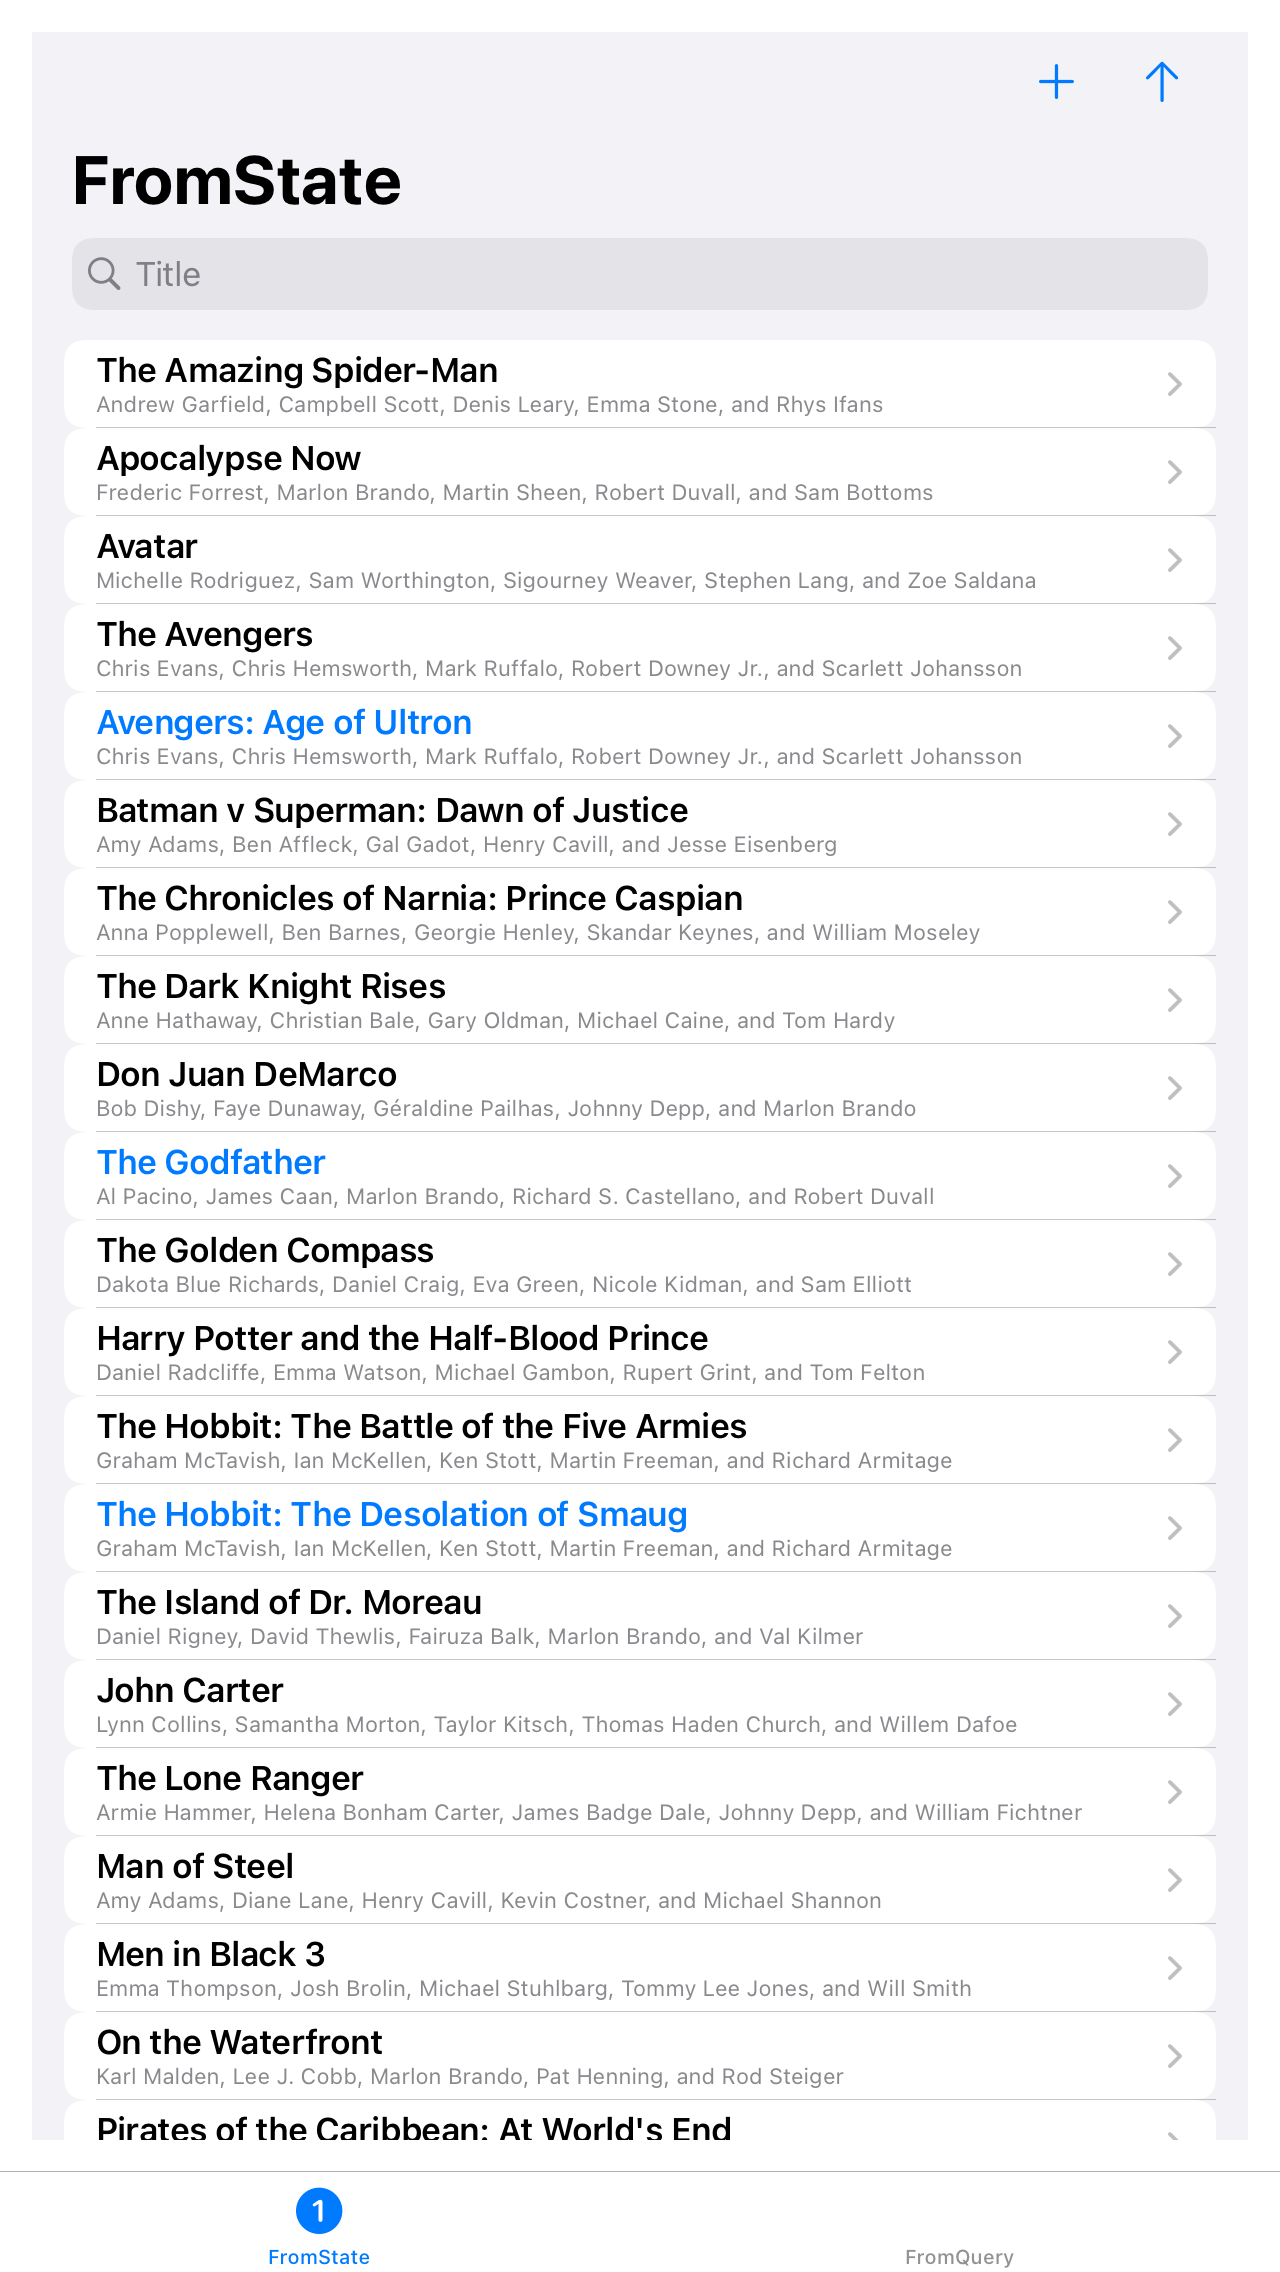 FromState
Title
The Amazing Spider-Man
Andrew Garfield, Campbell Scott, Denis Leary, Emma Stone, and Rhys Ifans
Apocalypse Now
Frederic Forrest, Marlon Brando, Martin Sheen, Robert Duvall, and Sam Bottoms
Avatar
Michelle Rodriguez, Sam Worthington, Sigourney Weaver, Stephen Lang, and Zoe Saldana
The Avengers
Chris Evans, Chris Hemsworth, Mark Ruffalo, Robert Downey Jr., and Scarlett Johansson
Avengers: Age of Ultron
Chris Evans, Chris Hemsworth, Mark Ruffalo, Robert Downey Jr., and Scarlett Johansson
Batman v Superman: Dawn of Justice
Amy Adams, Ben Affleck, Gal Gadot, Henry Cavill, and Jesse Eisenberg
The Chronicles of Narnia: Prince Caspian
Anna Popplewell, Ben Barnes, Georgie Henley, Skandar Keynes, and William Moseley
The Dark Knight Rises
Anne Hathaway, Christian Bale, Gary Oldman, Michael Caine, and Tom Hardy
Don Juan DeMarco
Bob Dishy, Faye Dunaway, Géraldine Pailhas, Johnny Depp, and Marlon Brando
The Godfather
Al Pacino, James Caan, Marlon Brando, Richard S. Castellano, and Robert Duvall
The Golden Compass
Dakota Blue Richards, Daniel Craig, Eva Green, Nicole Kidman, and Sam Elliott
Harry Potter and the Half-Blood Prince
Daniel Radcliffe, Emma Watson, Michael Gambon, Rupert Grint, and Tom Felton
The Hobbit: The Battle of the Five Armies
Graham McTavish, Ian McKellen, Ken Stott, Martin Freeman, and Richard Armitage
The Hobbit: The Desolation of Smaug
Graham McTavish, Ian McKellen, Ken Stott, Martin Freeman, and Richard Armitage
The Island of Dr. Moreau
Daniel Rigney, David Thewlis, Fairuza Balk, Marlon Brando, and Val Kilmer
John Carter
Lynn Collins, Samantha Morton, Taylor Kitsch, Thomas Haden Church, and Willem Dafoe
The Lone Ranger
Armie Hammer, Helena Bonham Carter, James Badge Dale, Johnny Depp, and William Fichtner
Man of Steel
Amy Adams, Diane Lane, Henry Cavill, Kevin Costner, and Michael Shannon
Men in Black 3
Emma Thompson, Josh Brolin, Michael Stuhlbarg, Tommy Lee Jones, and Will Smith
On the Waterfront
Karl Malden, Lee J. Cobb, Marlon Brando, Pat Henning, and Rod Steiger
Pirates of the Caribbean: At World's End
1
FromState
FromQuery